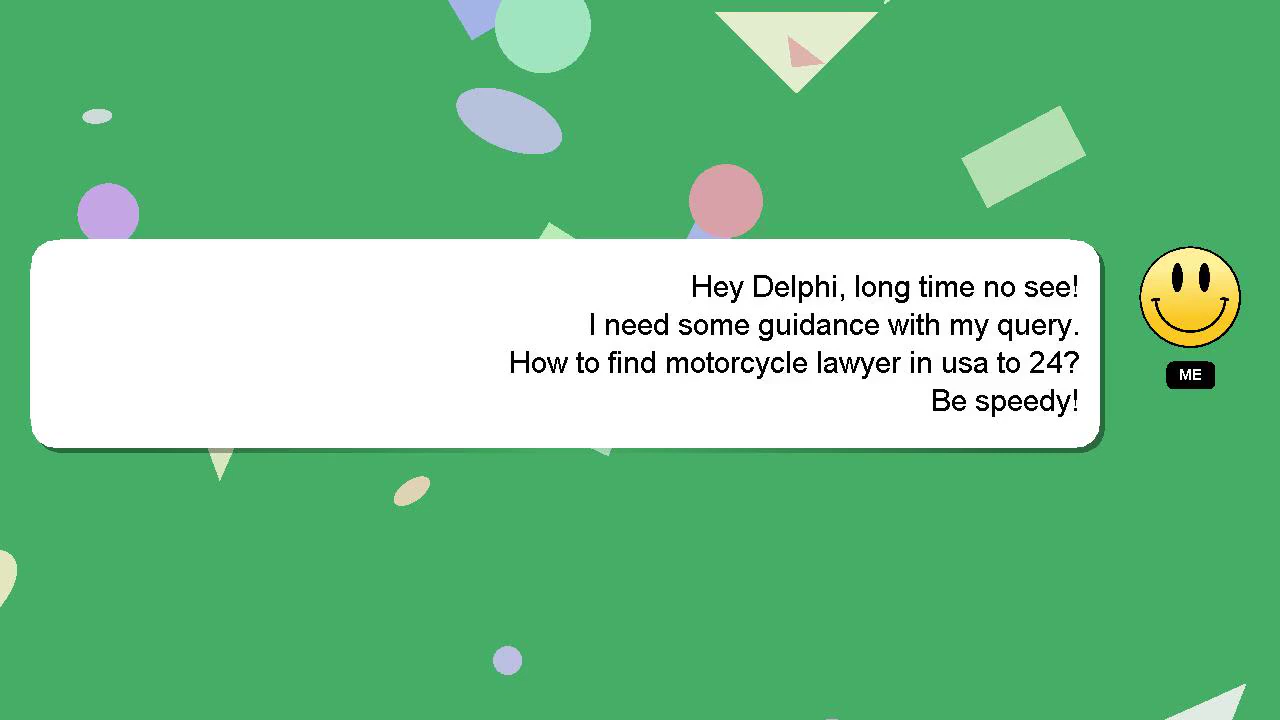 Hey Delphi, long time no see!
I need some guidance with my query.
How to find motorcycle lawyer in usa to 24?
Be speedy!
ME